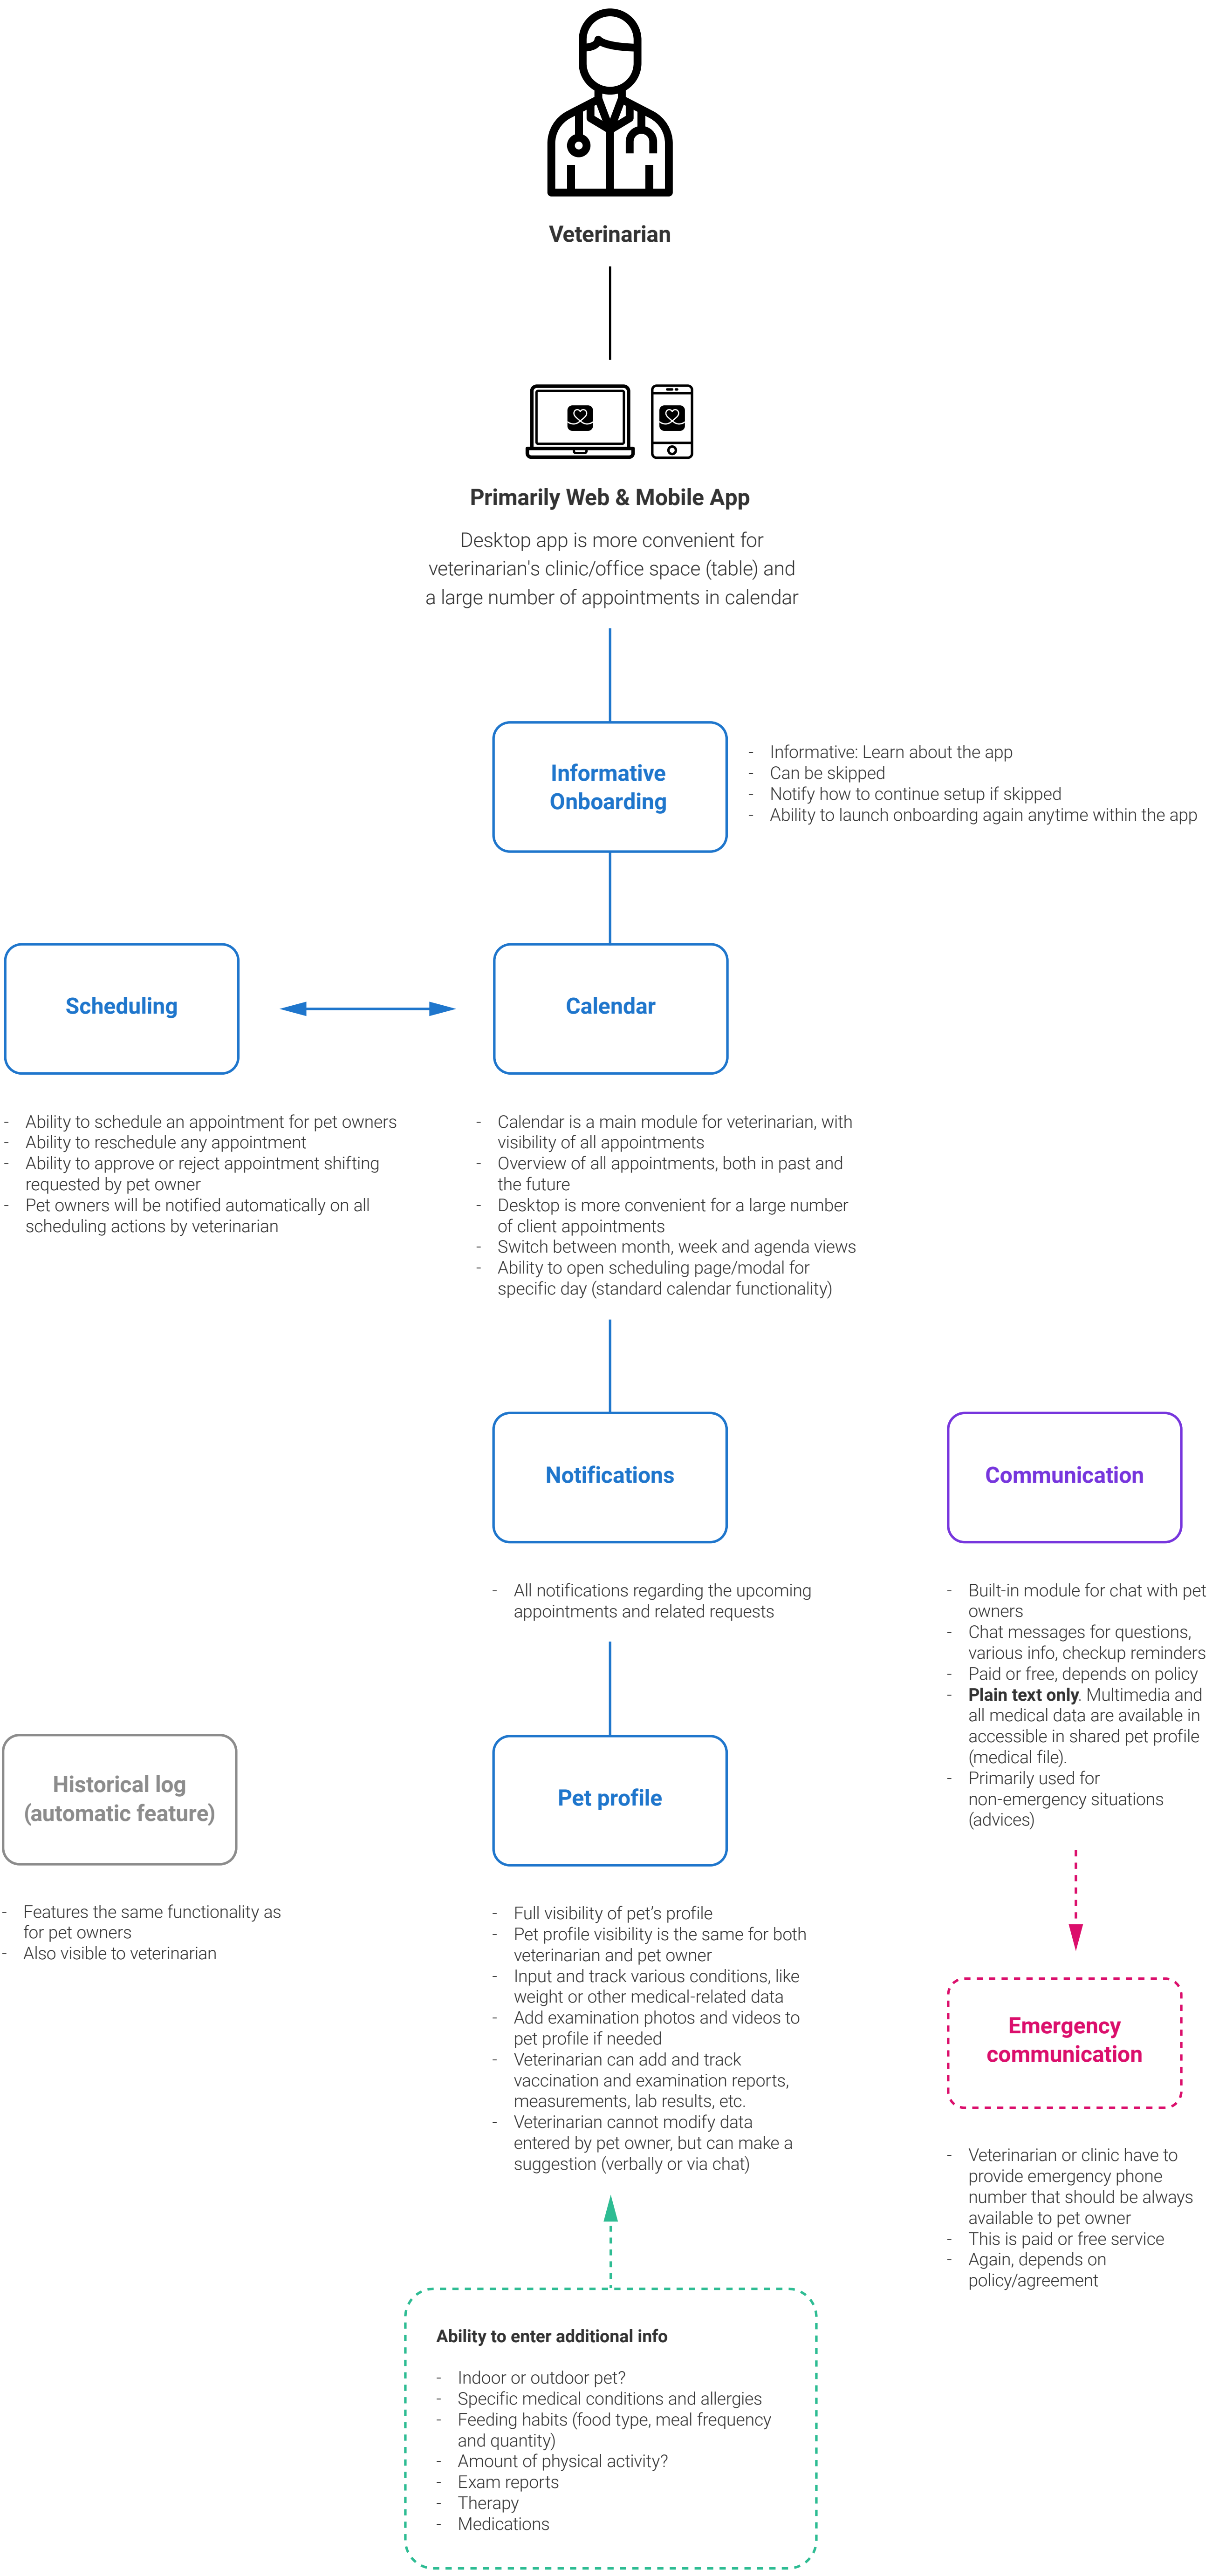 Veterinarian
Primarily Web & Mobile App
Desktop app is more convenient for
veterinarian's clinic/office space (table) and
a large number of appointments in calendar
Informative
Onboarding
- Informative: Learn about the app
- Can be skipped
- Notify how to continue setup if skipped
- Ability to launch onboarding again anytime within the app
Scheduling
- Ability to schedule an appointment for pet owners
- Ability to reschedule any appointment
- Ability to approve or reject appointment shifting
requested by pet owner
- Pet owners will be notified automatically on all
scheduling actions by veterinarian
Calendar
- Calendar is a main module for veterinarian, with
visibility of all appointments
- Overview of all appointments, both in past and
the future
- Desktop is more convenient for a large number
of client appointments
- Switch between month, week and agenda views
- Ability to open scheduling page/modal for
specific day (standard calendar functionality)
Notifications
- All notifications regarding the upcoming
appointments and related requests
Communication
- Built-in module for chat with pet
owners
- Chat messages for questions,
various info, checkup reminders
- Paid or free, depends on policy
- Plain text only. Multimedia and
all medical data are available in
accessible in shared pet profile
(medical file).
- Primarily used for
non-emergency situations
(advices)
Historical log
(automatic feature)
- Features the same functionality as
for pet owners
- Also visible to veterinarian
Pet profile
- Full visibility of pet’s profile
- Pet profile visibility is the same for both
veterinarian and pet owner
- Input and track various conditions, like
weight or other medical-related data
- Add examination photos and videos to
pet profile if needed
- Veterinarian can add and track
vaccination and examination reports,
measurements, lab results, etc.
- Veterinarian cannot modify data
entered by pet owner, but can make a
suggestion (verbally or via chat)
Emergency
communication
- Veterinarian or clinic have to
provide emergency phone
number that should be always
available to pet owner
- This is paid or free service
- Again, depends on
policy/agreement
Ability to enter additional info
- Indoor or outdoor pet?
- Specific medical conditions and allergies
- Feeding habits (food type, meal frequency
and quantity)
- Amount of physical activity?
- Exam reports
- Therapy
- Medications